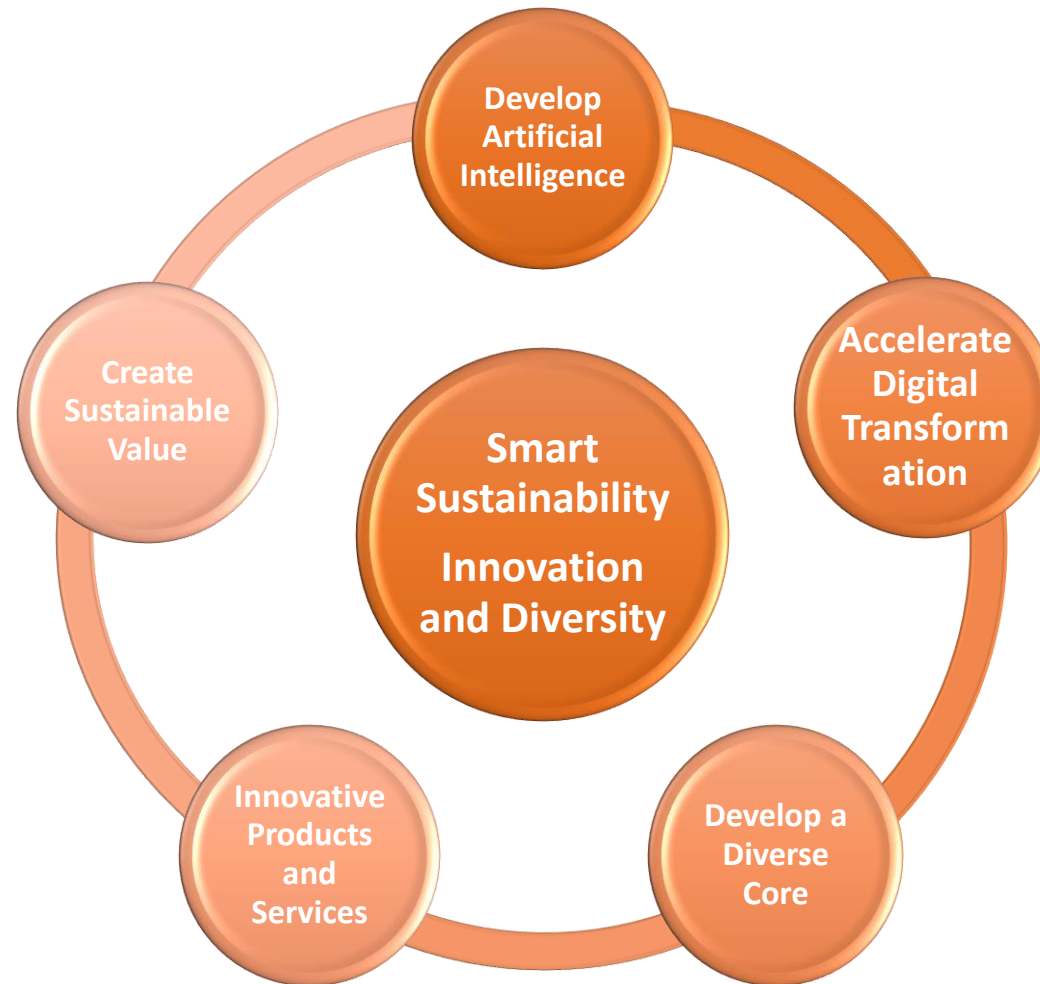 Develop
Artificial
Intelligence
Accelerate
Digital
Transform
ation
Create
Sustainable
Value
Smart
Sustainability
Innovation
and Diversity
Innovative
Products
and
Services
Develop a
Diverse
Core